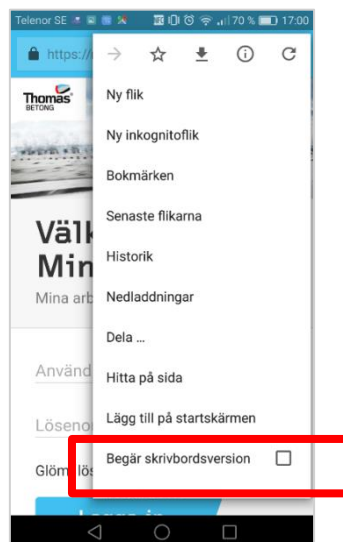 Telenor SE 70 % 17:00
https://
Thomas
BETONG
Ny flik
Ny inkognitoflik
Bokmärken
Senaste flikarna
Historik
Nedladdningar
Dela ...
Hitta på sida
Lägg till på startskärmen
Begär skrivbordsversion
Välk
Min
Mina arb
Använd
Löseno
Glöm lös